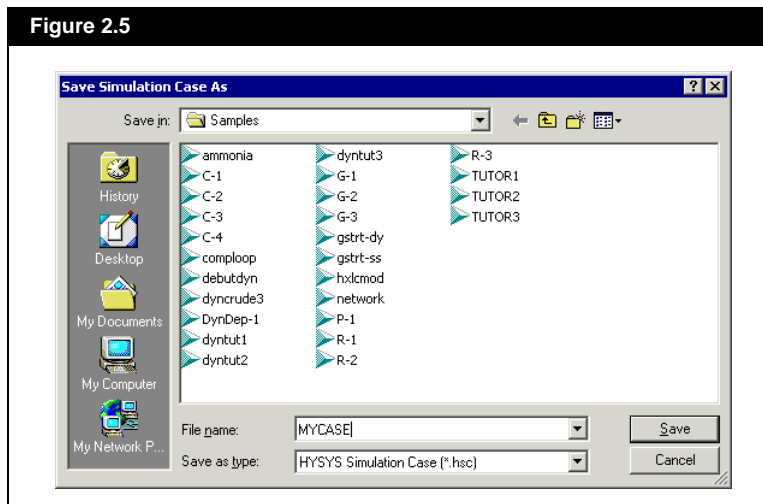 Figure 2.5
Save Simulation Case As
Save in: Samples
History
Desktop
My Documents
My Computer
My Network P...
ammonia
C-1
C-2
C-3
C-4
comploop
debutdyn
dyncrude3
DynDep-1
dyntut1
dyntut2
dyntut3
G-1
G-2
G-3
gstrt-dy
gstrt-ss
hxlcmod
network
P-1
R-1
R-2
R-3
TUTOR1
TUTOR2
TUTOR3
File name: MYCASE Save
Save as type: HYSYS Simulation Case (*.hsc) Cancel